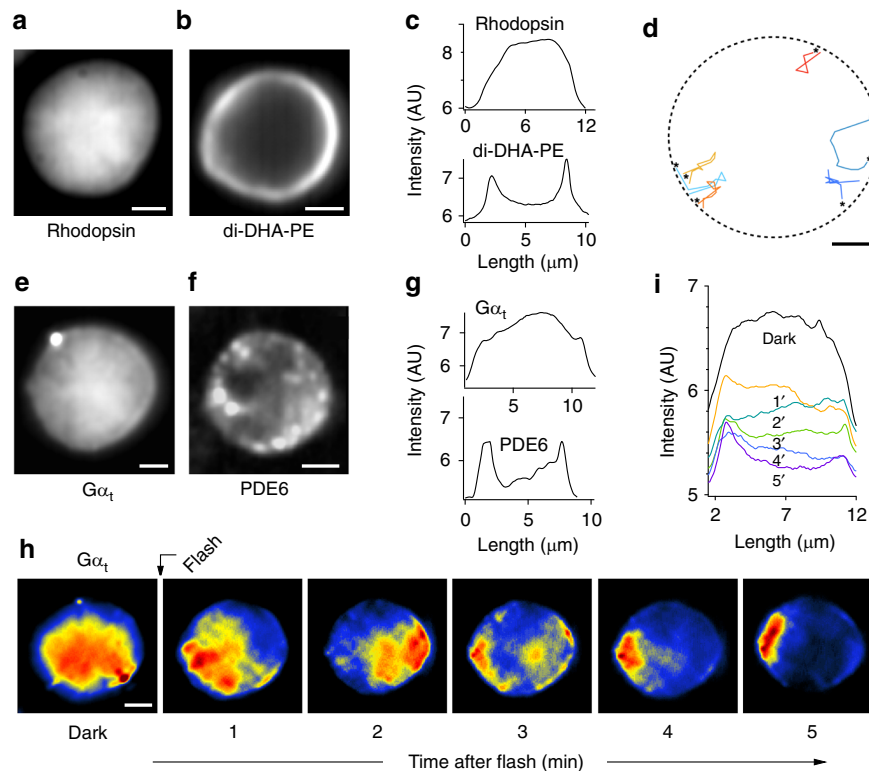 a
b
Rhodopsin
di-DHA-PE
c
Rhodopsin
8
6
Intensity (AU)
0
12
di-DHA-PE
7
6
0
5
10
Length (μm)
d
e
f
Gαt
PDE6
g
Gαt
7
6
Intensity (AU)
5
10
PDE6
6
0
5
10
Length (μm)
i
7
6
5
Intensity (AU)
Dark
1′
2′
3′
4′
5′
2
7
12
Length (μm)
h
Gαt
Flash
Dark
1
2
3
4
5
Time after flash (min)